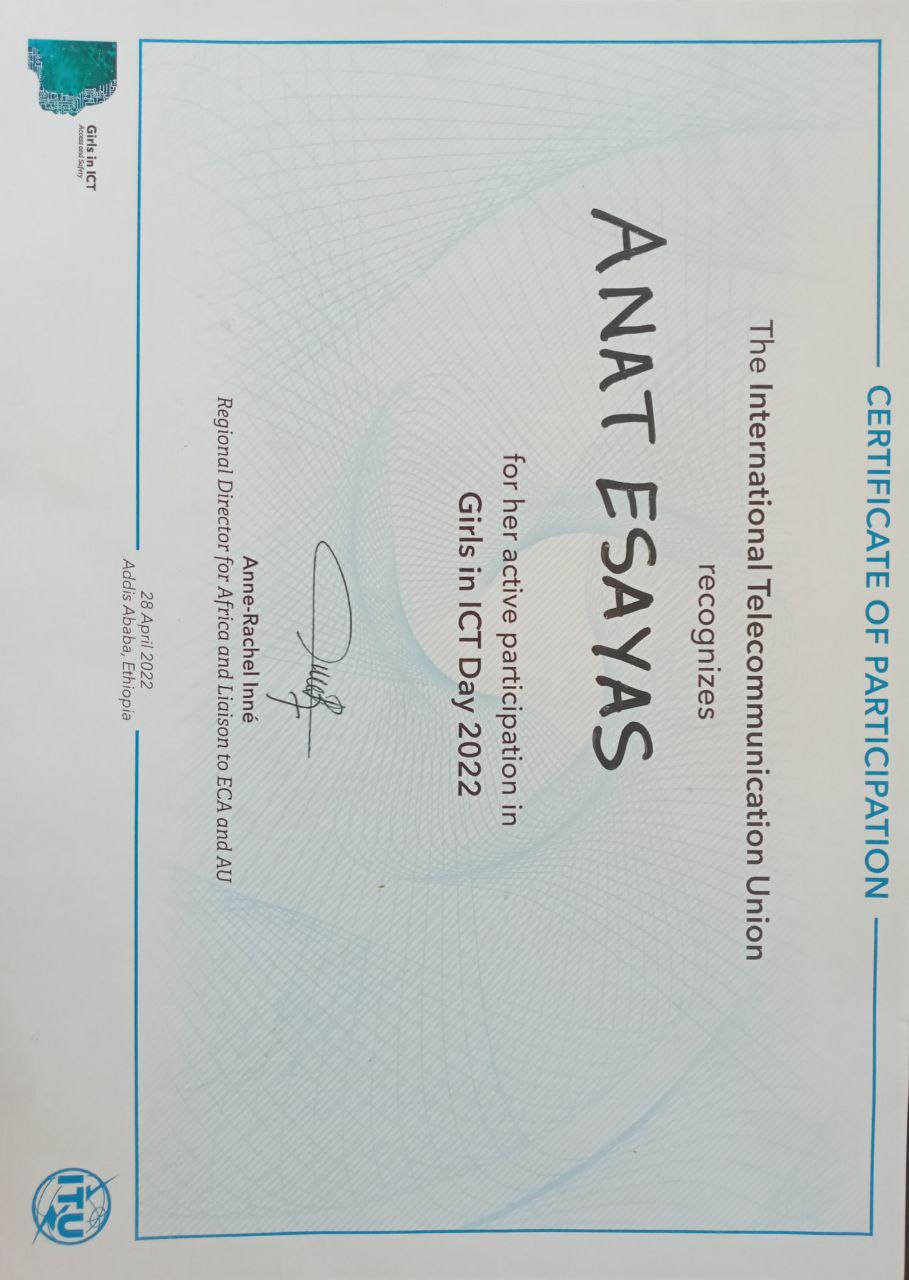 CERTIFICATE OF PARTICIPATION
The International Telecommunication Union
recognizes
ANAT ESAYAS
for her active participation in
Girls in ICT Day 2022
Anne-Rachel Inné
Regional Director for Africa and Liaison to ECA and AU
28 April 2022
Addis Ababa, Ethiopia
Girls in ICT
Access and Safety
ITU